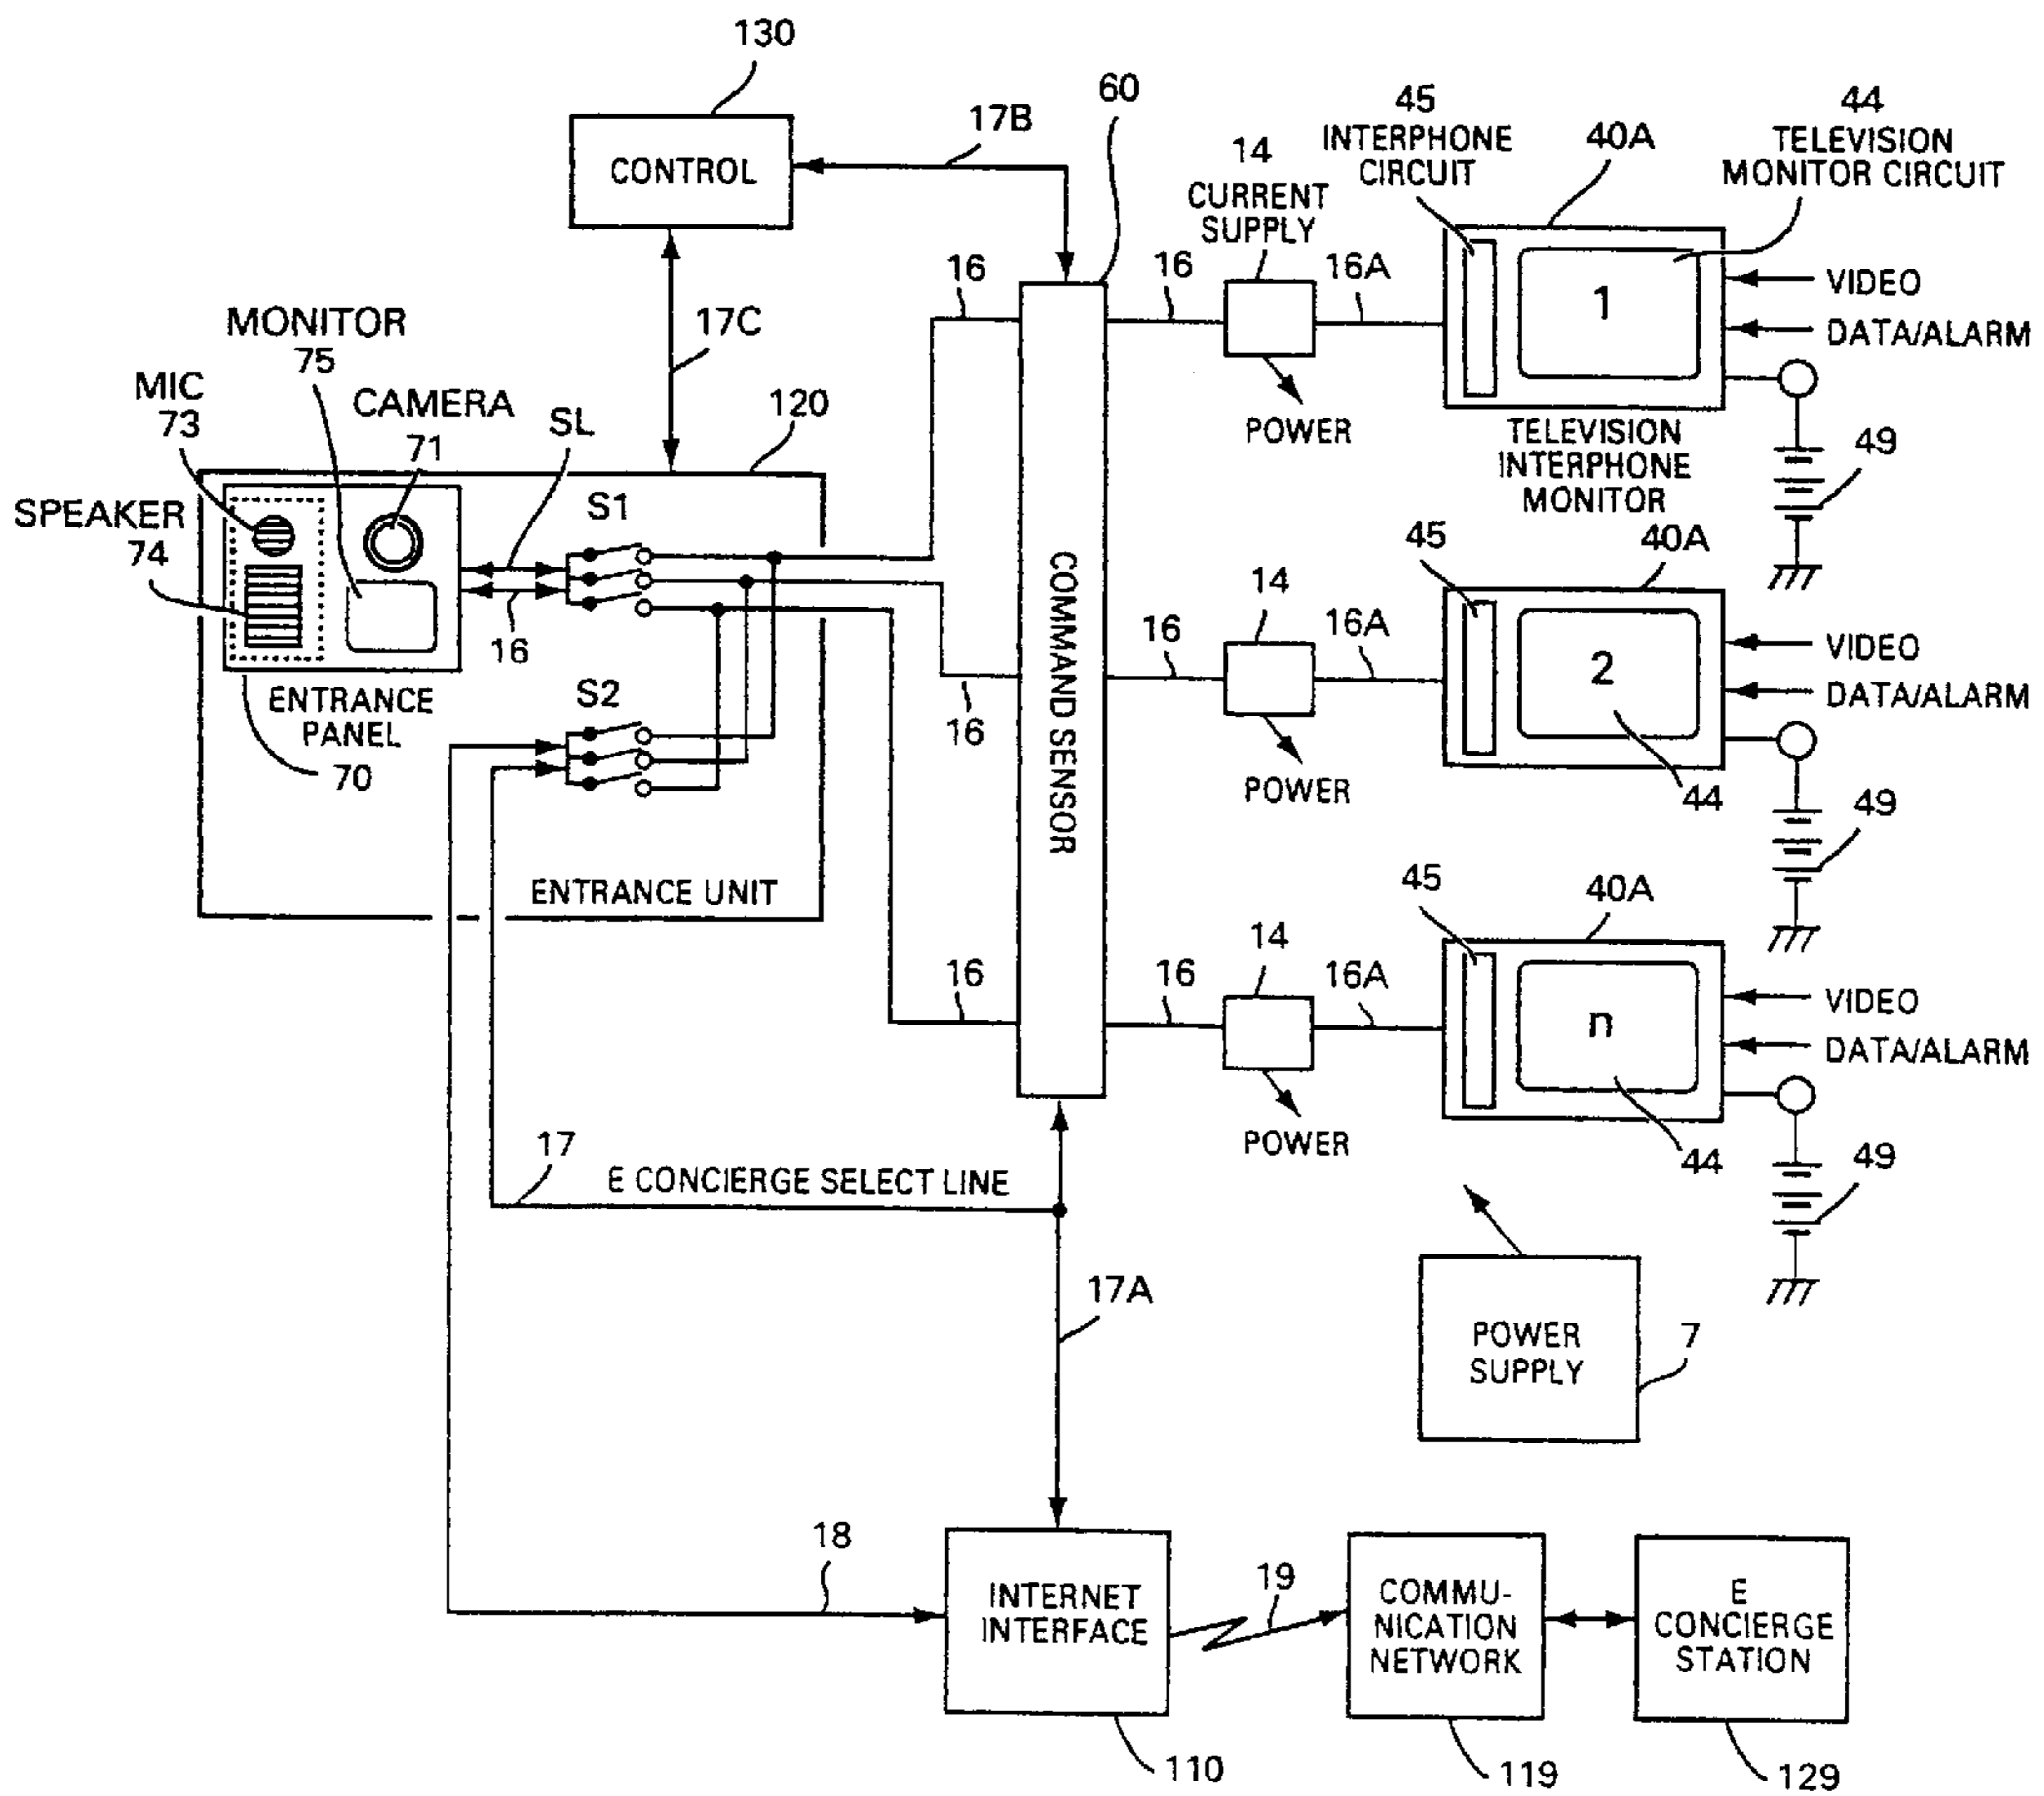 130
CONTROL
17B
60
17C
45
INTERPHONE
CIRCUIT
14
CURRENT
SUPPLY
40A
44
TELEVISION
MONITOR CIRCUIT
16
16
16A
1
VIDEO
DATA/ALARM
POWER
TELEVISION
INTERPHONE
MONITOR
49
MONITOR
75
MIC
73
CAMERA
71
SL
120
SPEAKER
74
S1
16
ENTRANCE
PANEL
70
S2
ENTRANCE UNIT
COMMAND SENSOR
16
16
14
16A
45
40A
2
44
VIDEO
DATA/ALARM
POWER
49
16
16
14
16A
45
40A
n
44
VIDEO
DATA/ALARM
POWER
49
17
E CONCIERGE SELECT LINE
17A
POWER
SUPPLY
7
18
INTERNET
INTERFACE
110
19
COMMU-
NICATION
NETWORK
119
E
CONCIERGE
STATION
129